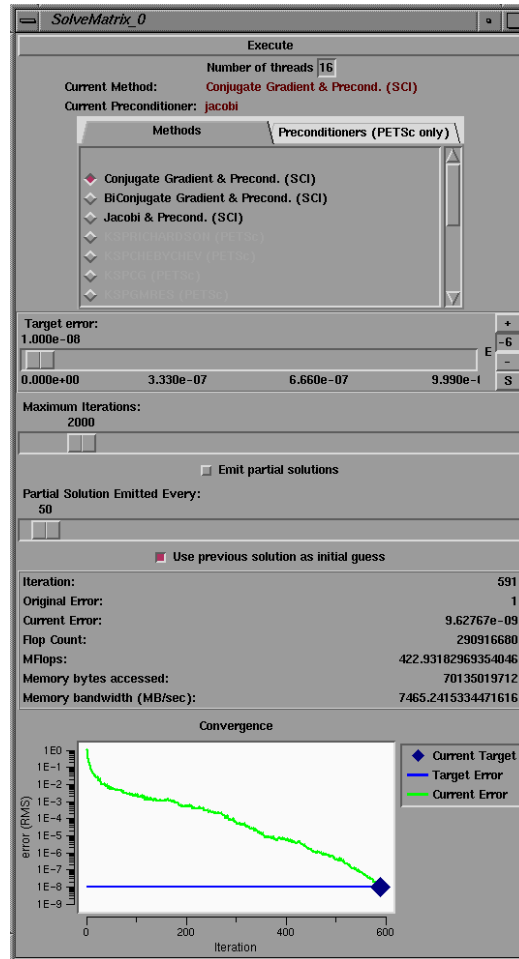 SolveMatrix_0
Execute
Number of threads 16
Current Method: Conjugate Gradient & Precond. (SCI)
Current Preconditioner: jacobi
Methods Preconditioners (PETSc only)
Conjugate Gradient & Precond. (SCI)
BiConjugate Gradient & Precond. (SCI)
Jacobi & Precond. (SCI)
KSPRICHARDSON (PETSc)
KSPCHEBYCHEV (PETSc)
KSPCG (PETSc)
KSPGMRES (PETSc)
Target error:
1.000e-08
+
E -6
-
S
0.000e+00 3.330e-07 6.660e-07
Maximum Iterations:
2000
Emit partial solutions
Partial Solution Emitted Every:
50
Use previous solution as initial guess
Iteration: 591
Original Error: 1
Current Error: 9.62767e-09
Flop Count: 290916680
MFlops: 422.93182969354046
Memory bytes accessed: 70135019712
Memory bandwidth (MB/sec): 7465.2415334471616
Convergence
error (RMS)
1E0
1E-1
1E-2
1E-3
1E-4
1E-5
1E-6
1E-7
1E-8
1E-9
0 200 400 600
Iteration
Current Target
Target Error
Current Error